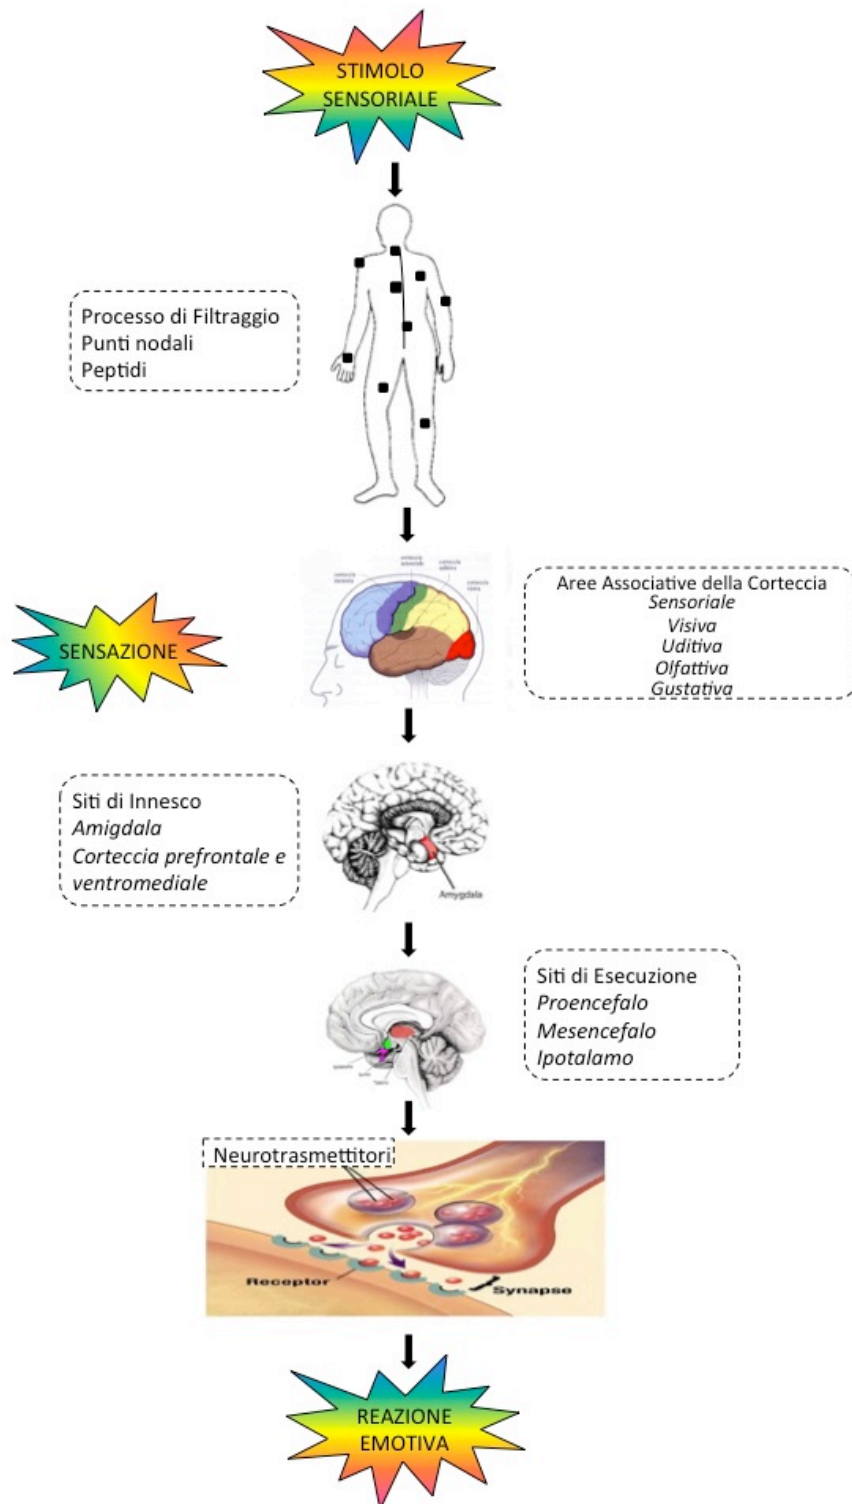 STIMOLO
SENSORIALE
Processo di Filtraggio
Punti nodali
Peptidi
SENSAZIONE
Aree Associative della Corteccia
Sensoriale
Visiva
Uditiva
Olfattiva
Gustativa
Siti di Innesco
Amigdala
Corteccia prefrontale e
ventromediale
Amygdala
Siti di Esecuzione
Proencefalo
Mesencefalo
Ipotalamo
Neurotrasmettitori
Receptor
Synapse
REAZIONE
EMOTIVA